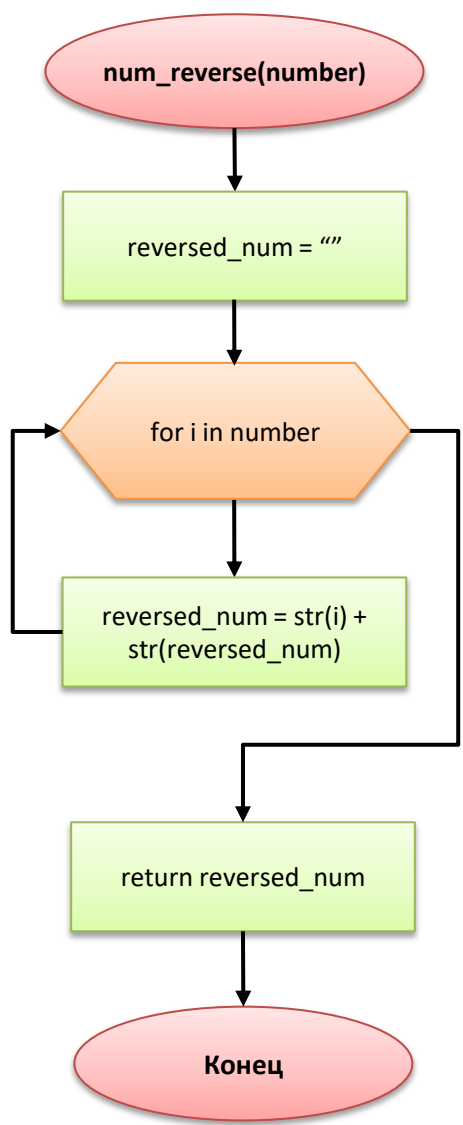 num_reverse(number)
reversed_num = “”
for i in number
reversed_num = str(i) +
str(reversed_num)
return reversed_num
Конец